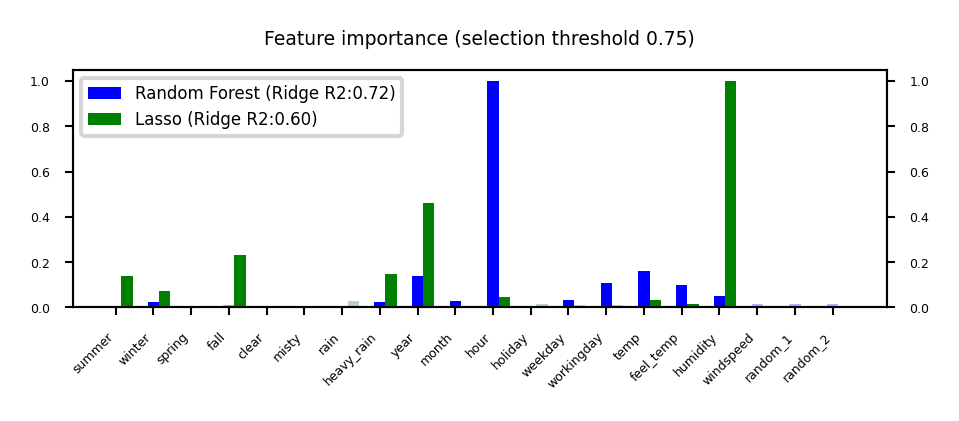 Feature importance (selection threshold 0.75)
Random Forest (Ridge R2:0.72)
Lasso (Ridge R2:0.60)
1.0
0.8
0.6
0.4
0.2
0.0
1.0
0.8
0.6
0.4
0.2
0.0
summer
winter
spring
fall
clear
misty
rain
heavy_rain
year
month
hour
holiday
weekday
workingday
temp
feel_temp
humidity
windspeed
random_1
random_2